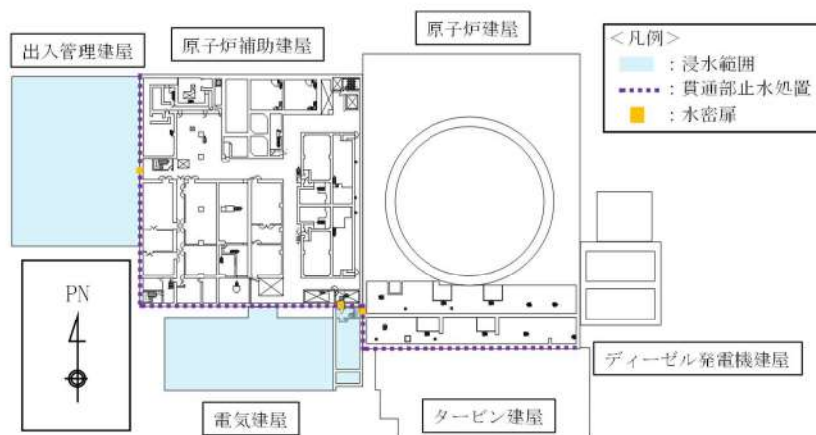 出入管理建屋
原子炉補助建屋
原子炉建屋
<凡例>
:浸水範囲
:貫通部止水処置
:水密扉
PN
電気建屋
タービン建屋
ディーゼル発電機建屋